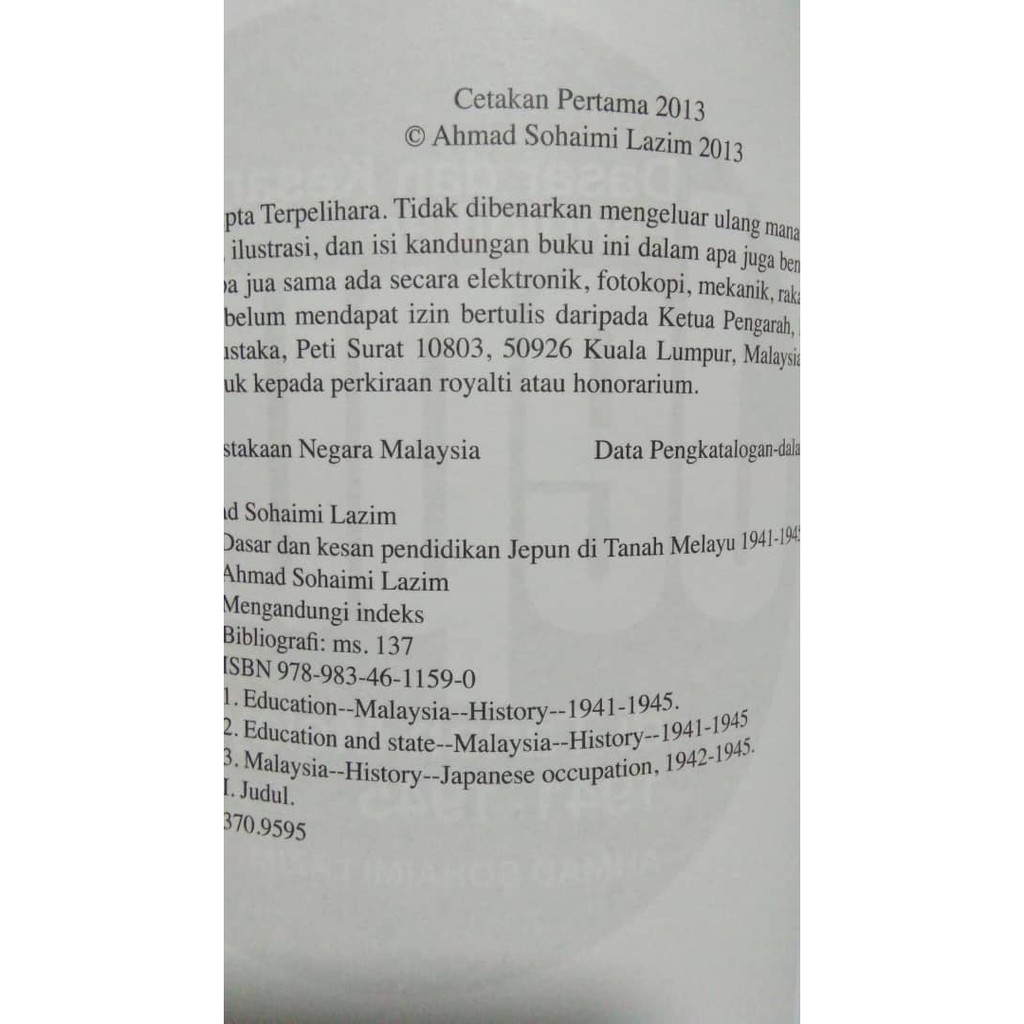 Cetakan Pertama 2013
© Ahmad Sohaimi Lazim 2013
pta Terpelihara. Tidak dibenarkan mengeluar ulang mana
ilustrasi, dan isi kandungan buku ini dalam apa juga ben
pa jua sama ada secara elektronik, fotokopi, mekanik, raka
belum mendapat izin bertulis daripada Ketua Pengarah,
ustaka, Peti Surat 10803, 50926 Kuala Lumpur, Malaysia
uk kepada perkiraan royalti atau honorarium.
stakaan Negara Malaysia Data Pengkatalogan-dala
ad Sohaimi Lazim
Dasar dan kesan pendidikan Jepun di Tanah Melayu 1941-1945
Ahmad Sohaimi Lazim
Mengandungi indeks
Bibliografi: ms. 137
ISBN 978-983-46-1159-0
1. Education--Malaysia--History--1941-1945.
2. Education and state--Malaysia--History--1941-1945
3. Malaysia--History--Japanese occupation, 1942-1945.
I. Judul.
370.9595